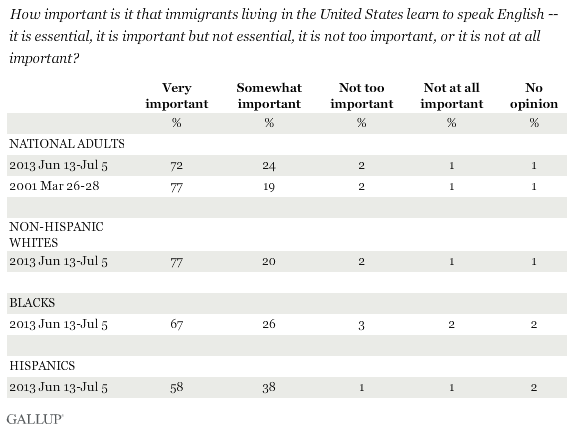 How important is it that immigrants living in the United States learn to speak English --
it is essential, it is important but not essential, it is not too important, or it is not at all
important?
Very important Somewhat important Not too important Not at all important No opinion
% % % % %
NATIONAL ADULTS
2013 Jun 13-Jul 5 72 24 2 1 1
2001 Mar 26-28 77 19 2 1 1
NON-HISPANIC
WHITES
2013 Jun 13-Jul 5 77 20 2 1 1
BLACKS
2013 Jun 13-Jul 5 67 26 3 2 2
HISPANICS
2013 Jun 13-Jul 5 58 38 1 1 2
GALLUP